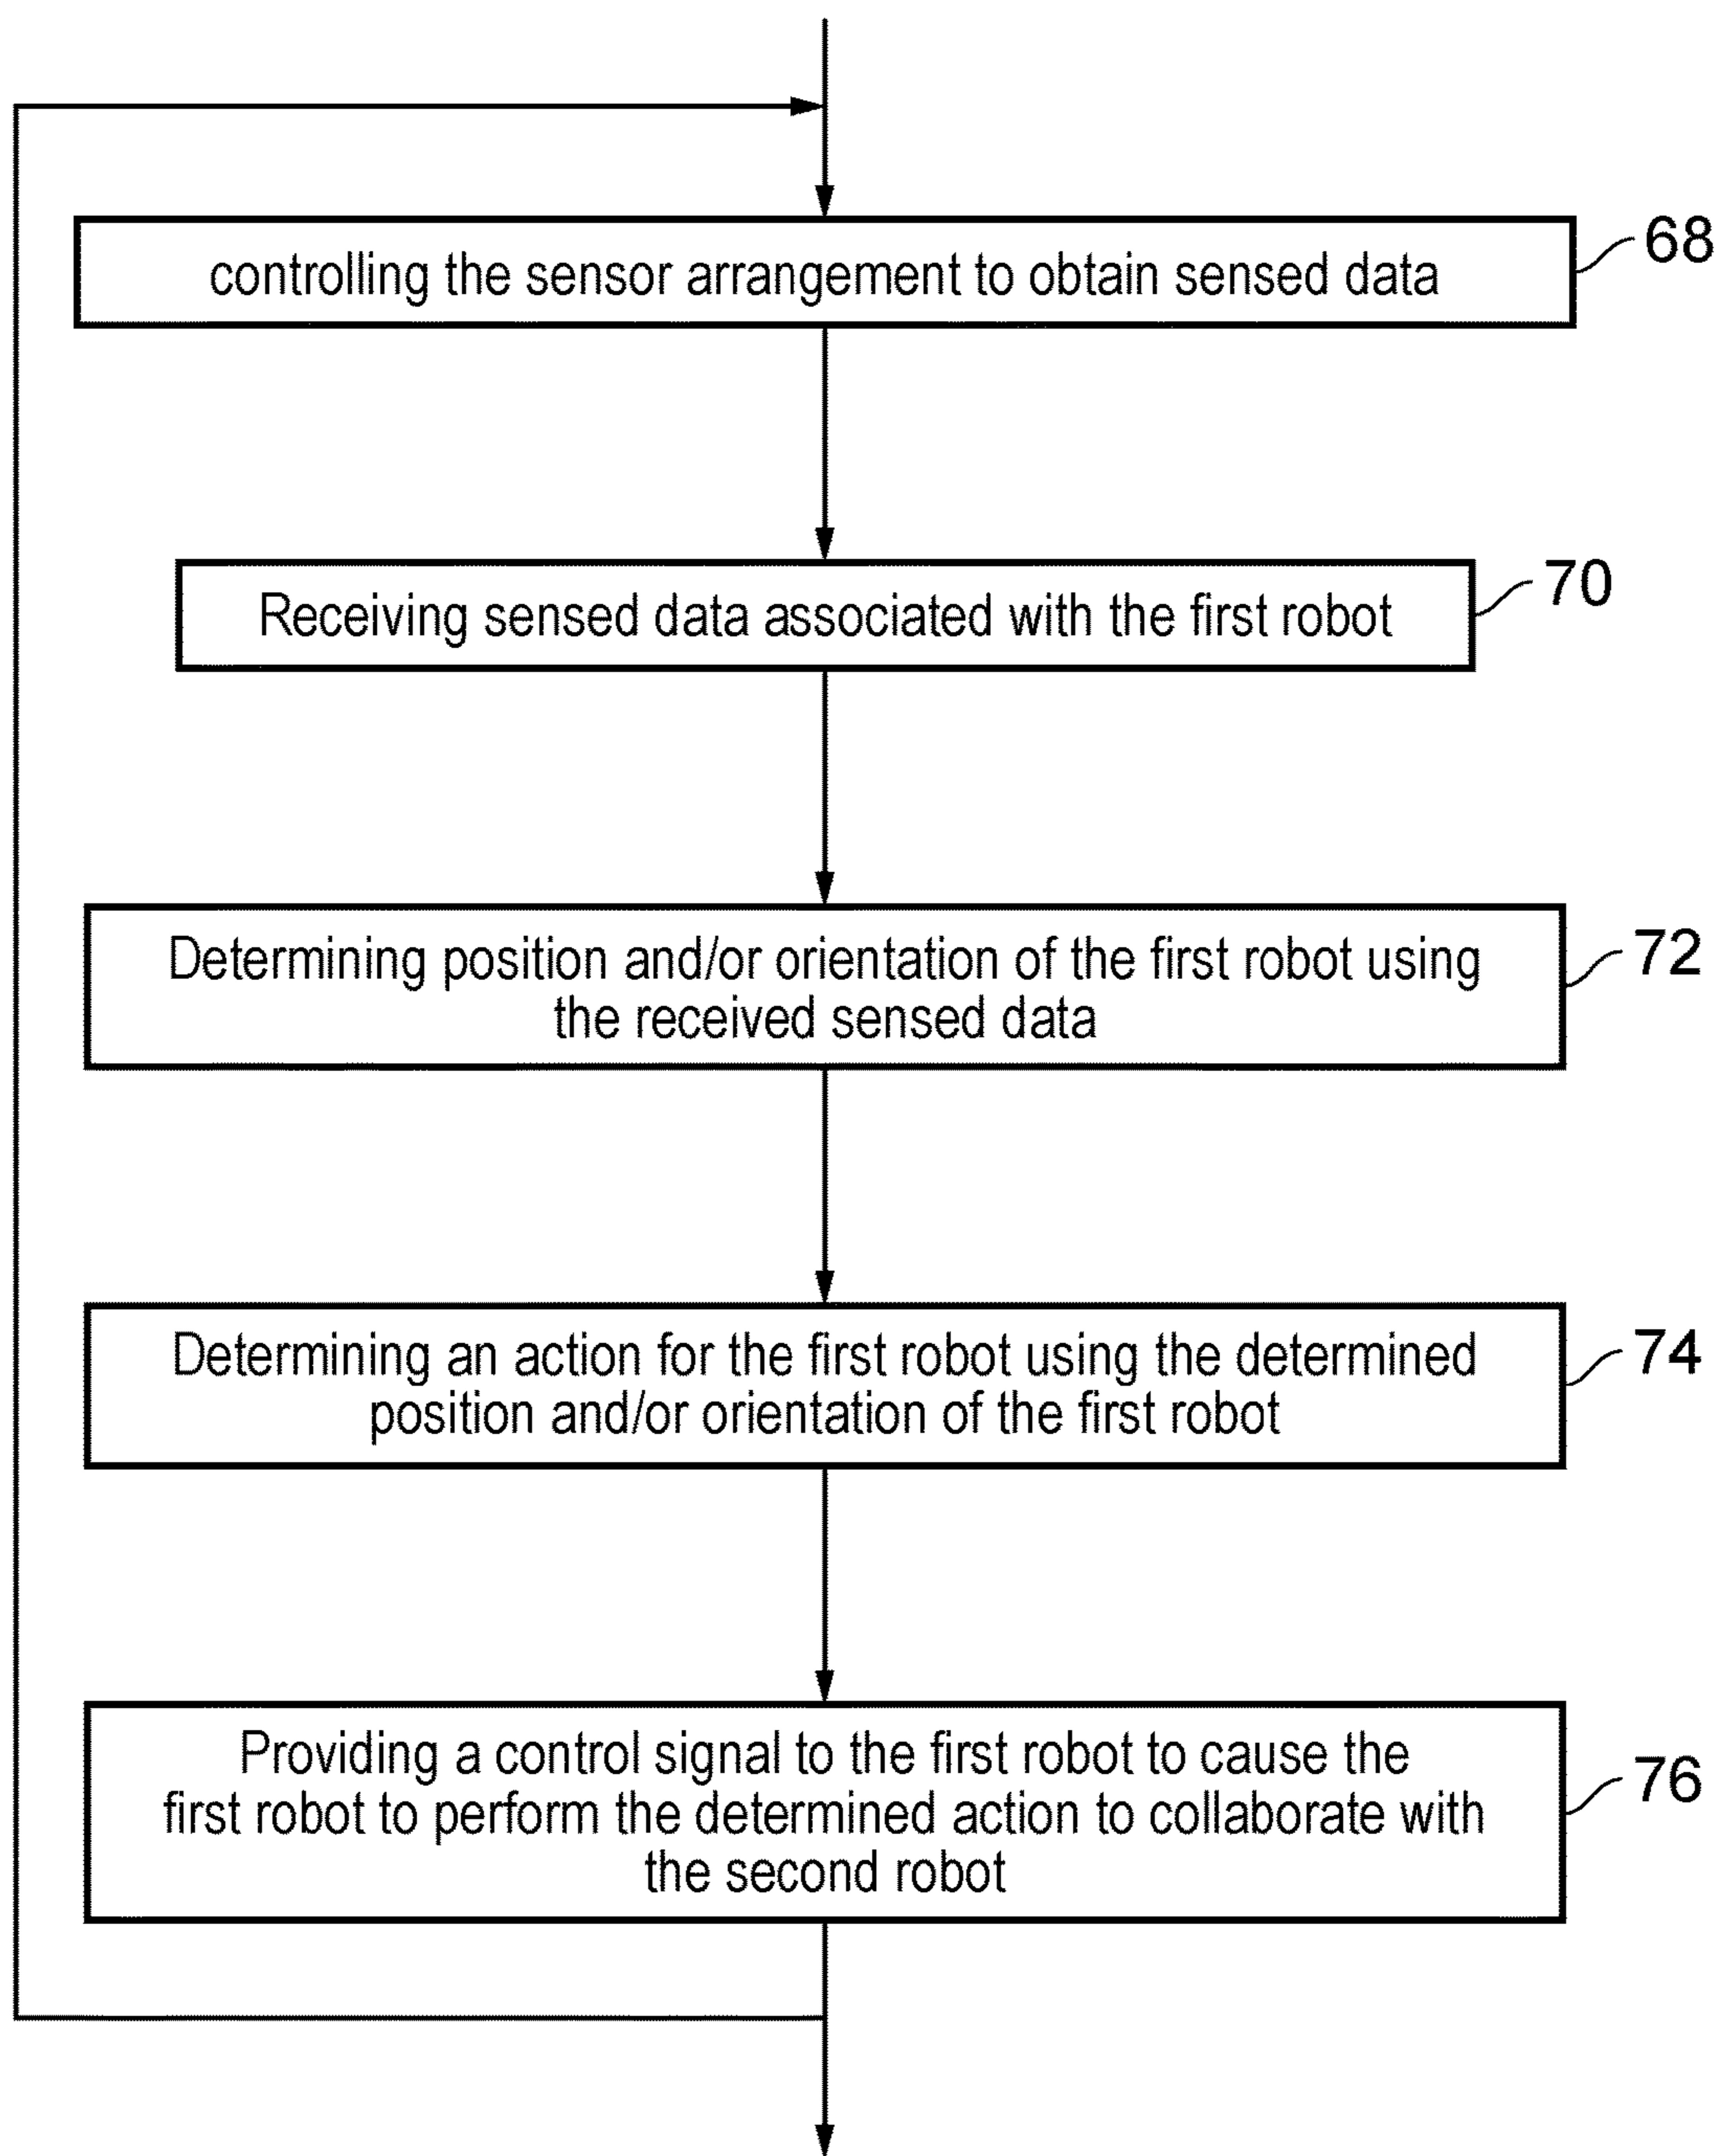 controlling the sensor arrangement to obtain sensed data
68
Receiving sensed data associated with the first robot
70
Determining position and/or orientation of the first robot using
the received sensed data
72
Determining an action for the first robot using the determined
position and/or orientation of the first robot
74
Providing a control signal to the first robot to cause the
first robot to perform the determined action to collaborate with
the second robot
76